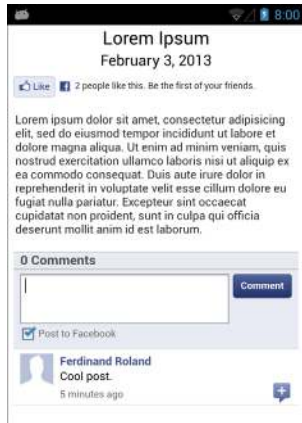 8:00
Lorem Ipsum
February 3, 2013
Like 2 people like this. Be the first of your friends.
Lorem ipsum dolor sit amet, consectetur adipisicing
elit, sed do eiusmod tempor incididunt ut labore et
dolore magna aliqua. Ut enim ad minim veniam, quis
nostrud exercitation ullamco laboris nisi ut aliquip ex
ea commodo consequat. Duis aute irure dolor in
reprehenderit in voluptate velit esse cillum dolore eu
fugiat nulla pariatur. Excepteur sint occaecat
cupidatat non proident, sunt in culpa qui officia
deserunt mollit anim id est laborum.
0 Comments
Comment
Post to Facebook
Ferdinand Roland
Cool post.
5 minutes ago